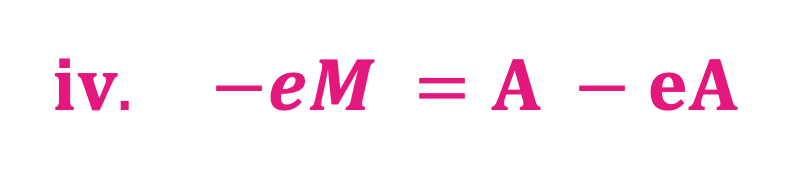 iv. −eM = A − eA